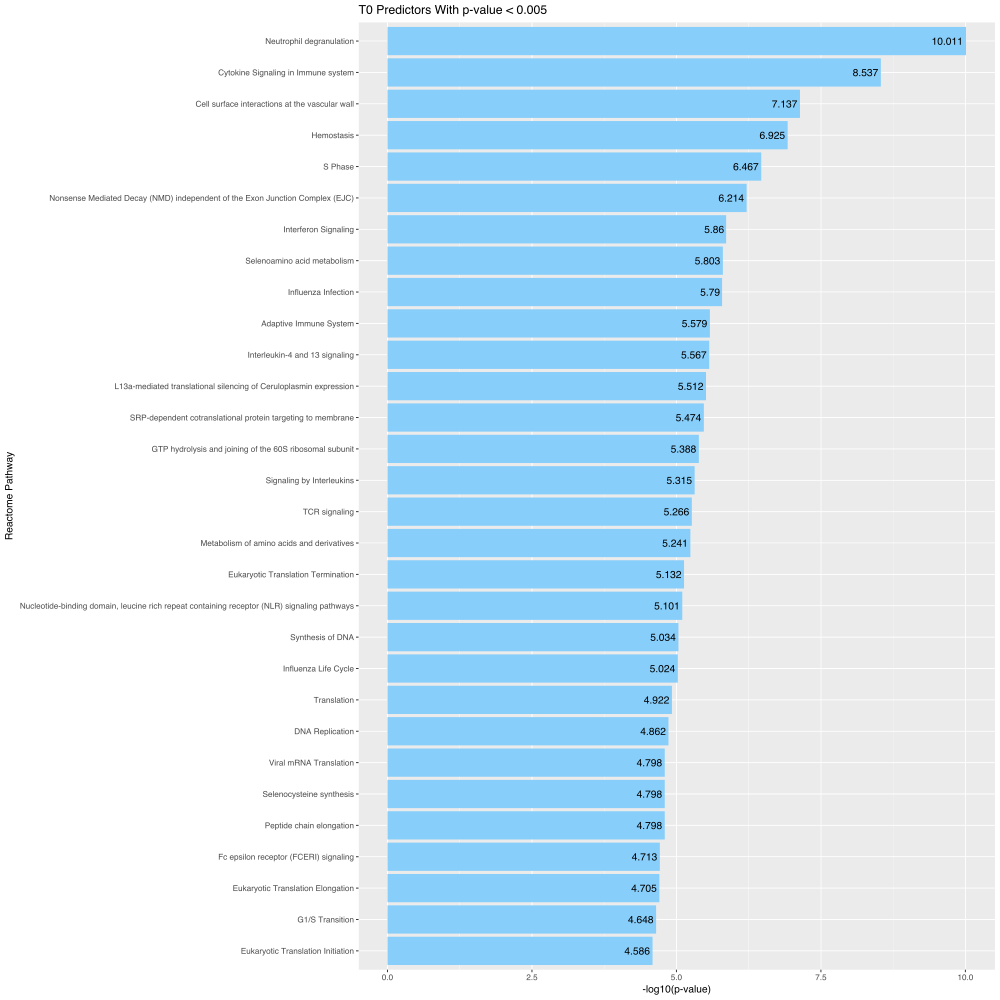 T0 Predictors With p-value < 0.005
Reactome Pathway
Neutrophil degranulation 10.011
Cytokine Signaling in Immune system 8.537
Cell surface interactions at the vascular wall 7.137
Hemostasis 6.925
S Phase 6.467
Nonsense Mediated Decay (NMD) independent of the Exon Junction Complex (EJC) 6.214
Interferon Signaling 5.86
Selenoamino acid metabolism 5.803
Influenza Infection 5.79
Adaptive Immune System 5.579
Interleukin-4 and 13 signaling 5.567
L13a-mediated translational silencing of Ceruloplasmin expression 5.512
SRP-dependent cotranslational protein targeting to membrane 5.474
GTP hydrolysis and joining of the 60S ribosomal subunit 5.388
Signaling by Interleukins 5.315
TCR signaling 5.266
Metabolism of amino acids and derivatives 5.241
Eukaryotic Translation Termination 5.132
Nucleotide-binding domain, leucine rich repeat containing receptor (NLR) signaling pathways 5.101
Synthesis of DNA 5.034
Influenza Life Cycle 5.024
Translation 4.922
DNA Replication 4.862
Viral mRNA Translation 4.798
Selenocysteine synthesis 4.798
Peptide chain elongation 4.798
Fc epsilon receptor (FCERI) signaling 4.713
Eukaryotic Translation Elongation 4.705
G1/S Transition 4.648
Eukaryotic Translation Initiation 4.586
0.0 2.5 5.0 7.5 10.0
-log10(p-value)